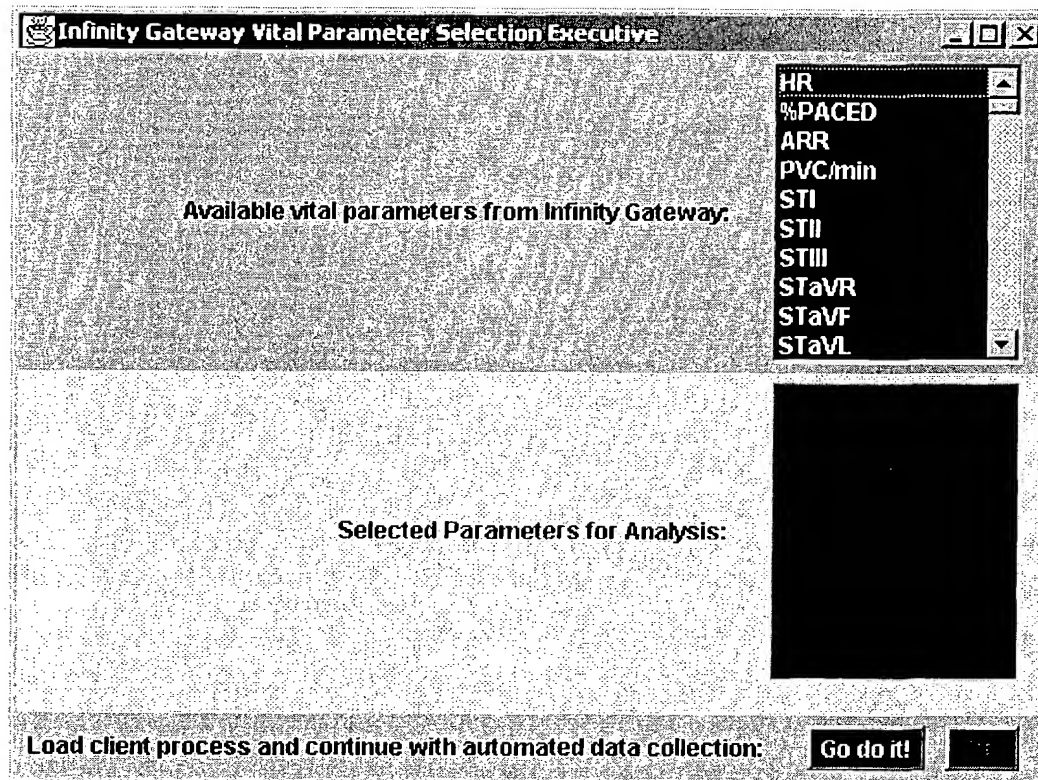 Infinity Gateway Vital Parameter Selection Executive
HR
%PACED
ARR
PVC/min
Available vital parameters from Infinity Gateway:
STI
STII
STIII
STaVR
STaVF
STaVL
Selected Parameters for Analysis:
Load client process and continue with automated data collection: Go do it!